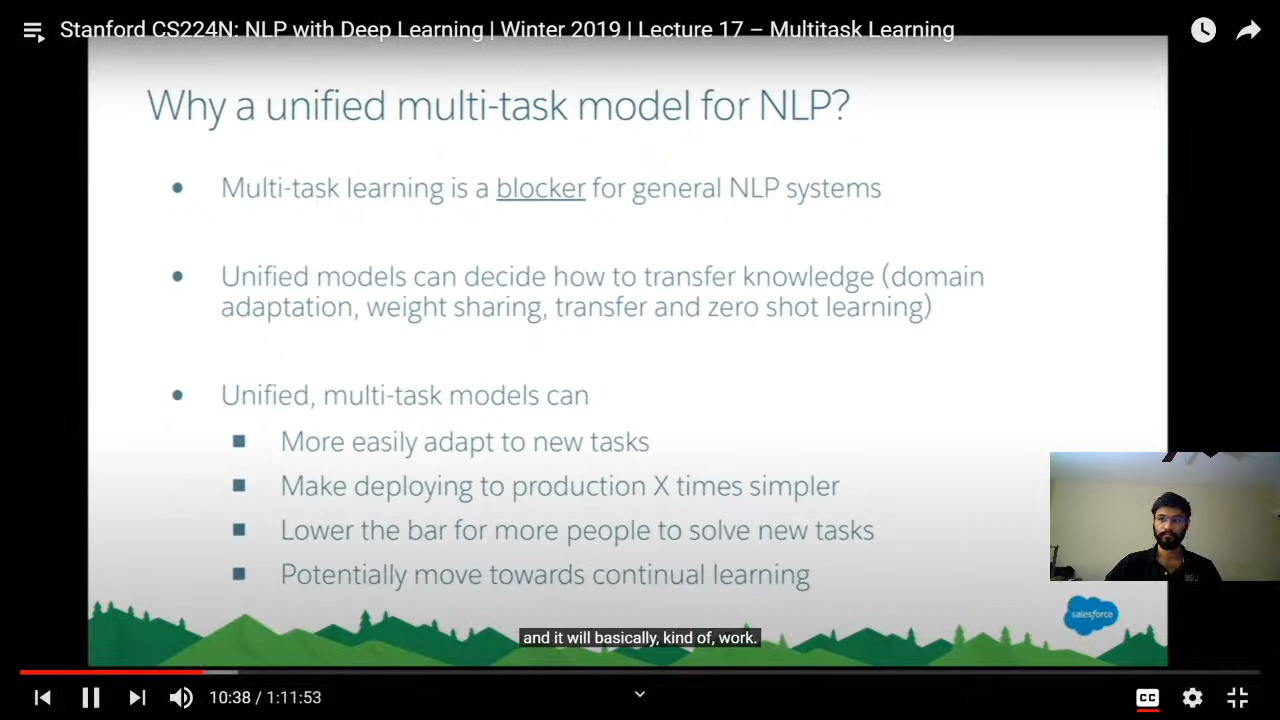 Stanford CS224N: NLP with Deep Learning | Winter 2019 | Lecture 17 – Multitask Learning
Why a unified multi-task model for NLP?
• Multi-task learning is a blocker for general NLP systems
• Unified models can decide how to transfer knowledge (domain
adaptation, weight sharing, transfer and zero shot learning)
• Unified, multi-task models can
■ More easily adapt to new tasks
■ Make deploying to production X times simpler
■ Lower the bar for more people to solve new tasks
■ Potentially move towards continual learning
salesforce
and it will basically, kind of, work.
10:38 / 1:11:53
CC